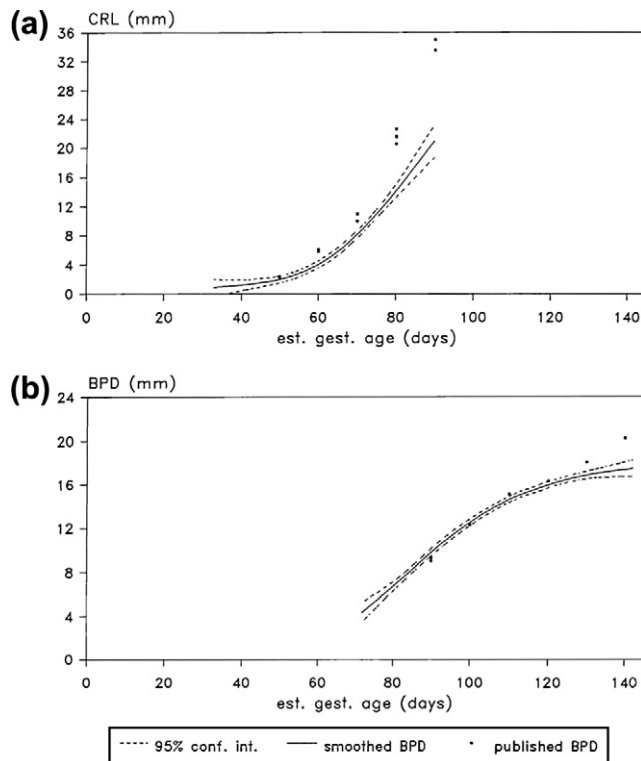 (a) CRL (mm)
36
32
28
24
20
16
12
8
4
0
0 20 40 60 80 100 120 140
est. gest. age (days)
(b) BPD (mm)
24
20
16
12
8
4
0
0 20 40 60 80 100 120 140
est. gest. age (days)
95% conf. int. smoothed BPD published BPD